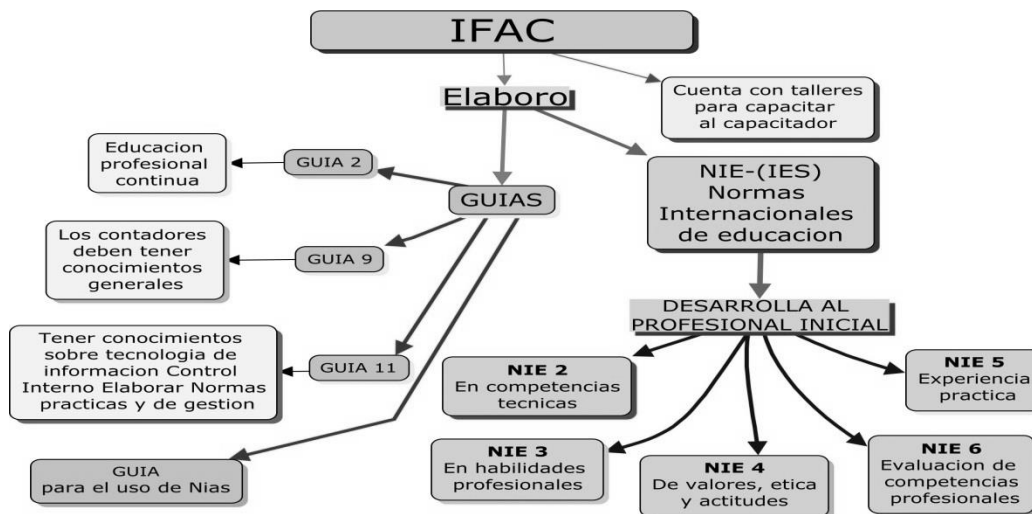 IFAC
Elaboro
Cuenta con talleres
para capacitar
al capacitador
Educacion
profesional
continua
GUIA 2
GUIAS
NIE-(IES)
Normas
Internacionales
de educacion
Los contadores
deben tener
conocimientos
generales
GUIA 9
DESARROLLA AL
PROFESIONAL INICIAL
Tener conocimientos
sobre tecnologia de
informacion Control
Interno Elaborar Normas
practicas y de gestion
GUIA 11
NIE 2
En competencias
tecnicas
NIE 5
Experiencia
practica
GUIA
para el uso de Nias
NIE 3
En habilidades
profesionales
NIE 4
De valores, etica
y actitudes
NIE 6
Evaluacion de
competencias
profesionales